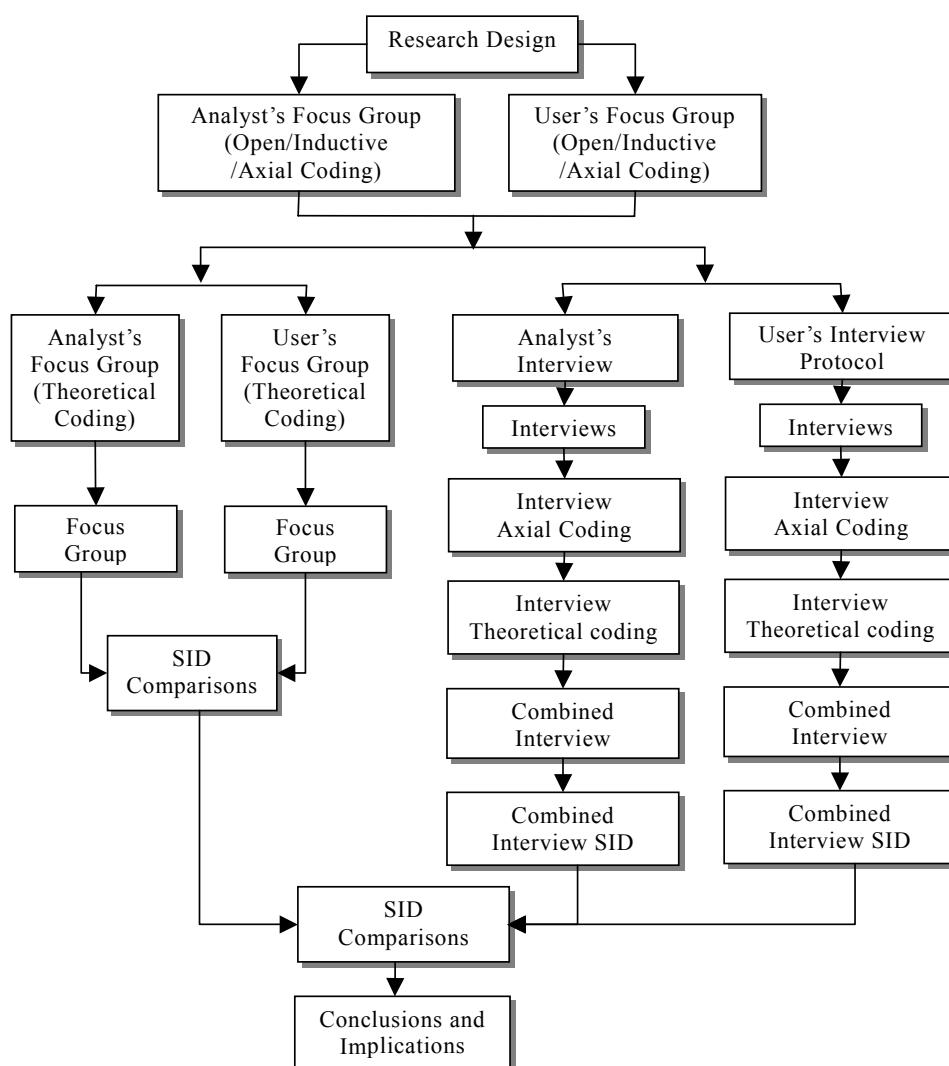 Research Design
Analyst's Focus Group
(Open/Inductive
/Axial Coding)
User's Focus Group
(Open/Inductive
/Axial Coding)
Analyst's
Focus Group
(Theoretical
Coding)
User's
Focus Group
(Theoretical
Coding)
Analyst's
Interview
User's Interview
Protocol
Interviews
Interviews
Focus
Group
Focus
Group
Interview
Axial Coding
Interview
Axial Coding
Interview
Theoretical coding
Interview
Theoretical coding
SID
Comparisons
Combined
Interview
Combined
Interview
Combined
Interview SID
Combined
Interview SID
SID
Comparisons
Conclusions and
Implications